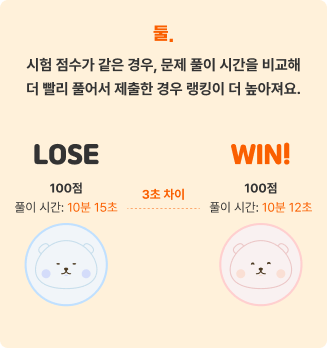 둘.
시험 점수가 같은 경우, 문제 풀이 시간을 비교해
더 빨리 풀어서 제출한 경우 랭킹이 더 높아져요.
LOSE
WIN!
100점
풀이 시간: 10분 15초
3초 차이
100점
풀이 시간: 10분 12초